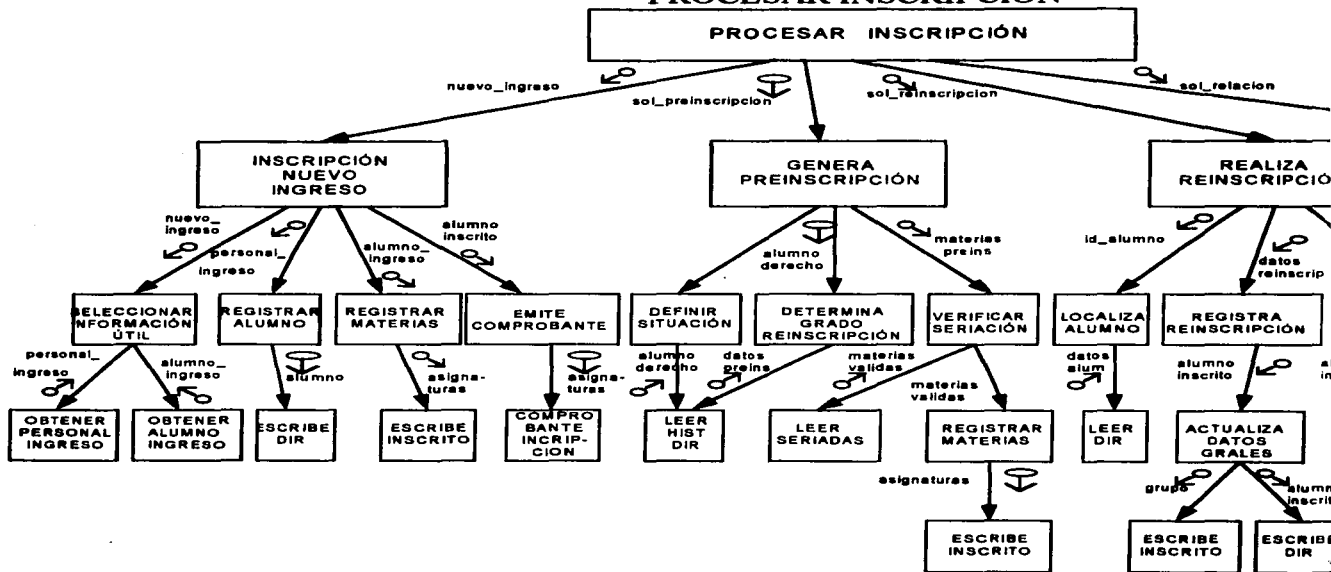 PROCESAR INSCRIPCIÓN
PROCESAR INSCRIPCIÓN
nuevo_ingreso
sol_preinscripcion
sol_reinscripcion
sol_relacion
INSCRIPCIÓN
NUEVO
INGRESO
GENERA
PREINSCRIPCIÓN
REALIZA
REINSCRIPCIÓ
nuevo_
ingreso
personal_
ingreso
alumno_
ingreso
alumno
inscrito
alumno
derecho
materias
preins
id_alumno
datos
reinscrip
SELECCIONAR
INFORMACIÓN
ÚTIL
REGISTRAR
ALUMNO
REGISTRAR
MATERIAS
EMITE
COMPROBANTE
DEFINIR
SITUACIÓN
DETERMINA
GRADO
REINSCRIPCIÓN
VERIFICAR
SERIACIÓN
LOCALIZA
ALUMNO
REGISTRA
REINSCRIPCIÓN
personal_
ingreso
alumno_
ingreso
alumno
asigna-
turas
asigna-
turas
alumno
derecho
datos
preins
materias
validas
materias
validas
datos
alum
alumno
inscrito
OBTENER
PERSONAL
INGRESO
OBTENER
ALUMNO
INGRESO
ESCRIBE
DIR
ESCRIBE
INSCRITO
COMPRO
BANTE
INCRIP-
CION
LEER
HIST
DIR
LEER
SERIADAS
REGISTRAR
MATERIAS
LEER
DIR
ACTUALIZA
DATOS
GRALES
asignaturas
grupo
alumn
inscrit
ESCRIBE
INSCRITO
ESCRIBE
INSCRITO
ESCRIBE
DIR